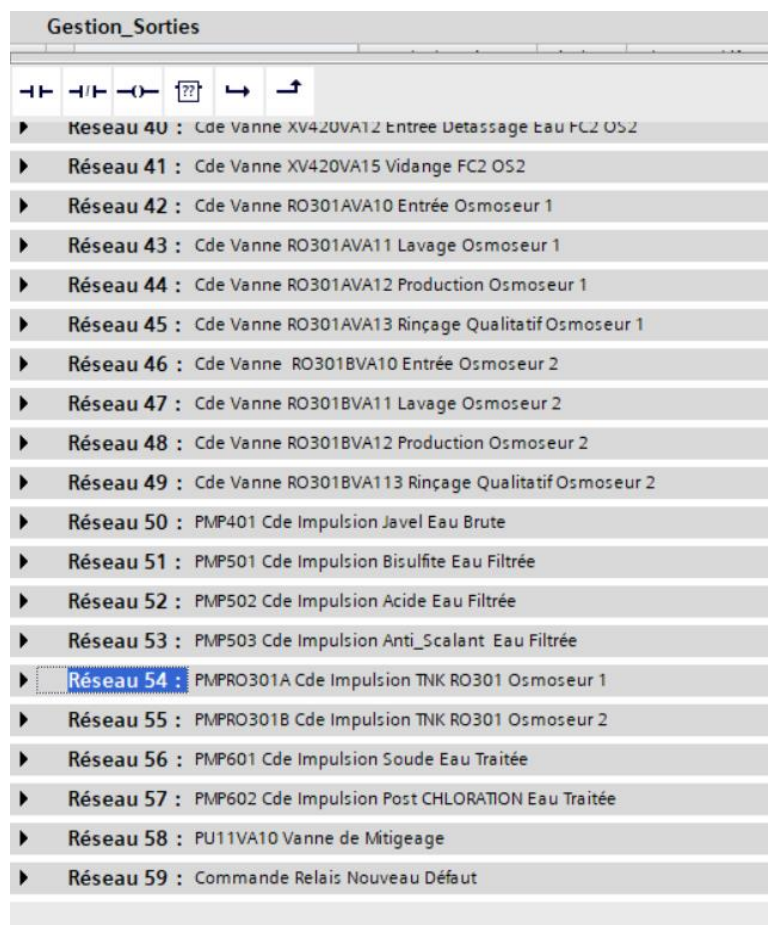 Gestion_Sorties
??
Réseau 40 : Cde Vanne XV420VA12 Entrée Détassage Eau FC2 OS2
Réseau 41 : Cde Vanne XV420VA15 Vidange FC2 OS2
Réseau 42 : Cde Vanne RO301AVA10 Entrée Osmoseur 1
Réseau 43 : Cde Vanne RO301AVA11 Lavage Osmoseur 1
Réseau 44 : Cde Vanne RO301AVA12 Production Osmoseur 1
Réseau 45 : Cde Vanne RO301AVA13 Rinçage Qualitatif Osmoseur 1
Réseau 46 : Cde Vanne RO301BVA10 Entrée Osmoseur 2
Réseau 47 : Cde Vanne RO301BVA11 Lavage Osmoseur 2
Réseau 48 : Cde Vanne RO301BVA12 Production Osmoseur 2
Réseau 49 : Cde Vanne RO301BVA113 Rinçage Qualitatif Osmoseur 2
Réseau 50 : PMP401 Cde Impulsion Javel Eau Brute
Réseau 51 : PMP501 Cde Impulsion Bisulfite Eau Filtrée
Réseau 52 : PMP502 Cde Impulsion Acide Eau Filtrée
Réseau 53 : PMP503 Cde Impulsion Anti_Scalant Eau Filtrée
Réseau 54 : PMPRO301A Cde Impulsion TNK RO301 Osmoseur 1
Réseau 55 : PMPRO301B Cde Impulsion TNK RO301 Osmoseur 2
Réseau 56 : PMP601 Cde Impulsion Soude Eau Traitée
Réseau 57 : PMP602 Cde Impulsion Post CHLORATION Eau Traitée
Réseau 58 : PU11VA10 Vanne de Mitigeage
Réseau 59 : Commande Relais Nouveau Défaut